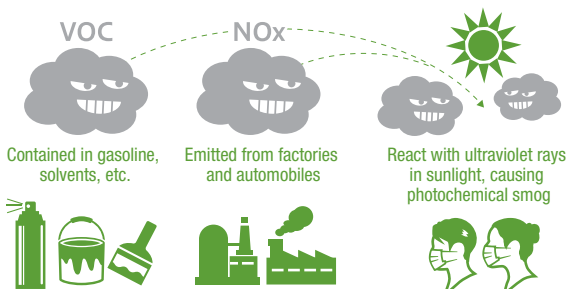 VOC
NOx
Contained in gasoline,
solvents, etc.
Emitted from factories
and automobiles
React with ultraviolet rays
in sunlight, causing
photochemical smog